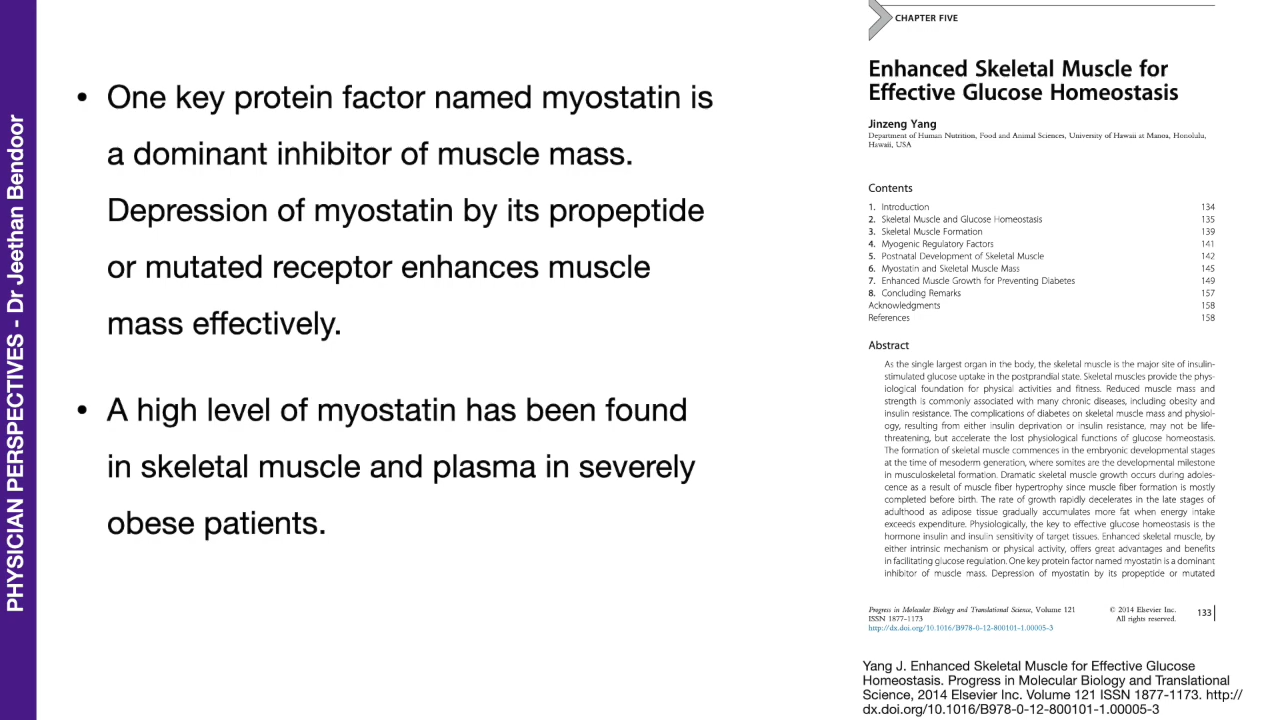 PHYSICIAN PERSPECTIVES - Dr Jeethan Bendoor
• One key protein factor named myostatin is
a dominant inhibitor of muscle mass.
Depression of myostatin by its propeptide
or mutated receptor enhances muscle
mass effectively.
• A high level of myostatin has been found
in skeletal muscle and plasma in severely
obese patients.
CHAPTER FIVE
Enhanced Skeletal Muscle for
Effective Glucose Homeostasis
Jinzeng Yang
Department of Human Nutrition, Food and Animal Sciences, University of Hawaii at Manoa, Honolulu,
Hawaii, USA
Contents
1. Introduction 134
2. Skeletal Muscle and Glucose Homeostasis 135
3. Skeletal Muscle Formation 139
4. Myogenic Regulatory Factors 141
5. Postnatal Development of Skeletal Muscle 142
6. Myostatin and Skeletal Muscle Mass 145
7. Enhanced Muscle Growth for Preventing Diabetes 149
8. Concluding Remarks 157
Acknowledgments 158
References 158
Abstract
As the single largest organ in the body, the skeletal muscle is the major site of insulin-
stimulated glucose uptake in the postprandial state. Skeletal muscles provide the phys-
iological foundation for physical activities and fitness. Reduced muscle mass and
strength is commonly associated with many chronic diseases, including obesity and
insulin resistance. The complications of diabetes on skeletal muscle mass and physiol-
ogy, resulting from either insulin deprivation or insulin resistance, may not be life-
threatening, but accelerate the lost physiological functions of glucose homeostasis.
The formation of skeletal muscle commences in the embryonic developmental stages
at the time of mesoderm generation, where somites are the developmental milestone
in musculoskeletal formation. Dramatic skeletal muscle growth occurs during adoles-
cence as a result of muscle fiber hypertrophy since muscle fiber formation is mostly
completed before birth. The rate of growth rapidly decelerates in the late stages of
adulthood as adipose tissue gradually accumulates more fat when energy intake
exceeds expenditure. Physiologically, the key to effective glucose homeostasis is the
hormone insulin and insulin sensitivity of target tissues. Enhanced skeletal muscle, by
either intrinsic mechanism or physical activity, offers great advantages and benefits
in facilitating glucose regulation. One key protein factor named myostatin is a dominant
inhibitor of muscle mass. Depression of myostatin by its propeptide or mutated
Progress in Molecular Biology and Translational Science, Volume 121 © 2014 Elsevier Inc. 133
ISSN 1877-1173 All rights reserved.
http://dx.doi.org/10.1016/B978-0-12-800101-1.00005-3
Yang J. Enhanced Skeletal Muscle for Effective Glucose
Homeostasis. Progress in Molecular Biology and Translational
Science, 2014 Elsevier Inc. Volume 121 ISSN 1877-1173. http://
dx.doi.org/10.1016/B978-0-12-800101-1.00005-3